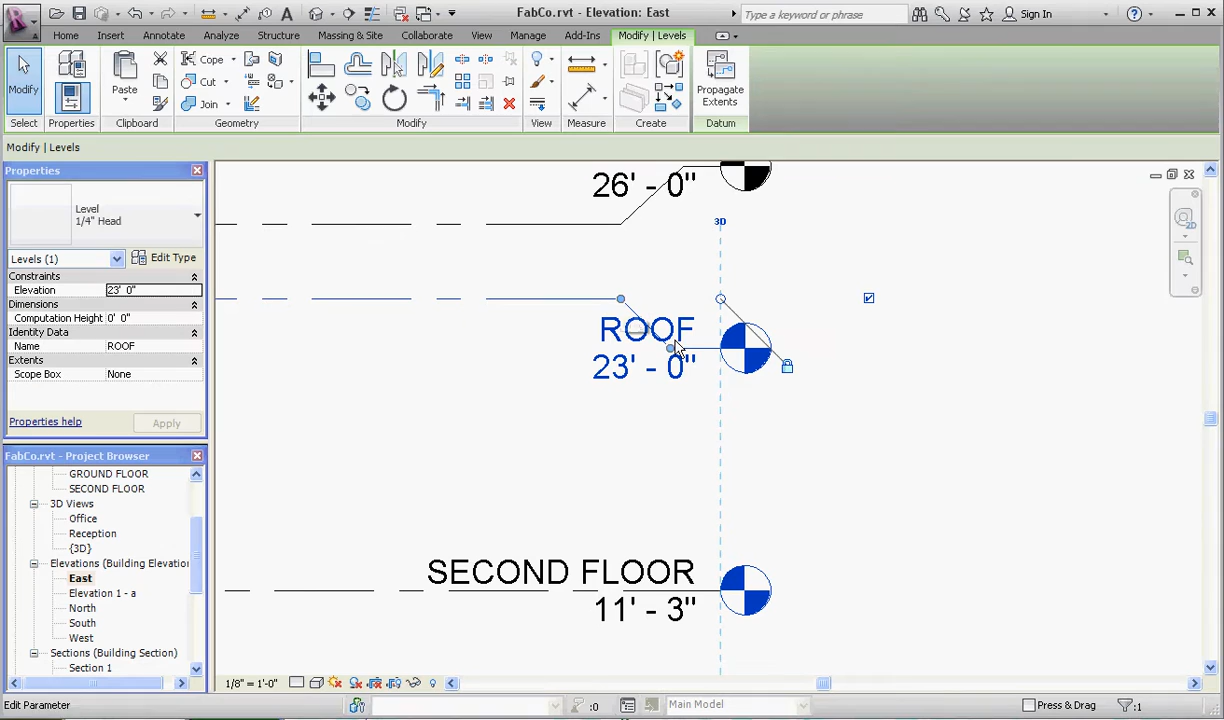 FabCo.rvt - Elevation: East
Type a keyword or phrase
Sign In
Home Insert Annotate Analyze Structure Massing & Site Collaborate View Manage Add-Ins Modify | Levels
Modify
Select
Properties
Paste
Clipboard
Cope
Cut
Join
Geometry
Modify
View
Measure
Create
Propagate
Extents
Datum
Modify | Levels
Properties
Level
1/4" Head
Levels (1)
Edit Type
Constraints
Elevation 23' 0"
Dimensions
Computation Height 0' 0"
Identity Data
Name ROOF
Extents
Scope Box None
Properties help
Apply
FabCo.rvt - Project Browser
GROUND FLOOR
SECOND FLOOR
3D Views
Office
Reception
{3D}
Elevations (Building Elevation
East
Elevation 1 - a
North
South
West
Sections (Building Section)
Section 1
26' - 0"
3D
ROOF
23' - 0"
SECOND FLOOR
11' - 3"
2D
1/8" = 1'-0"
Edit Parameter
:0
Main Model
Press & Drag
:1